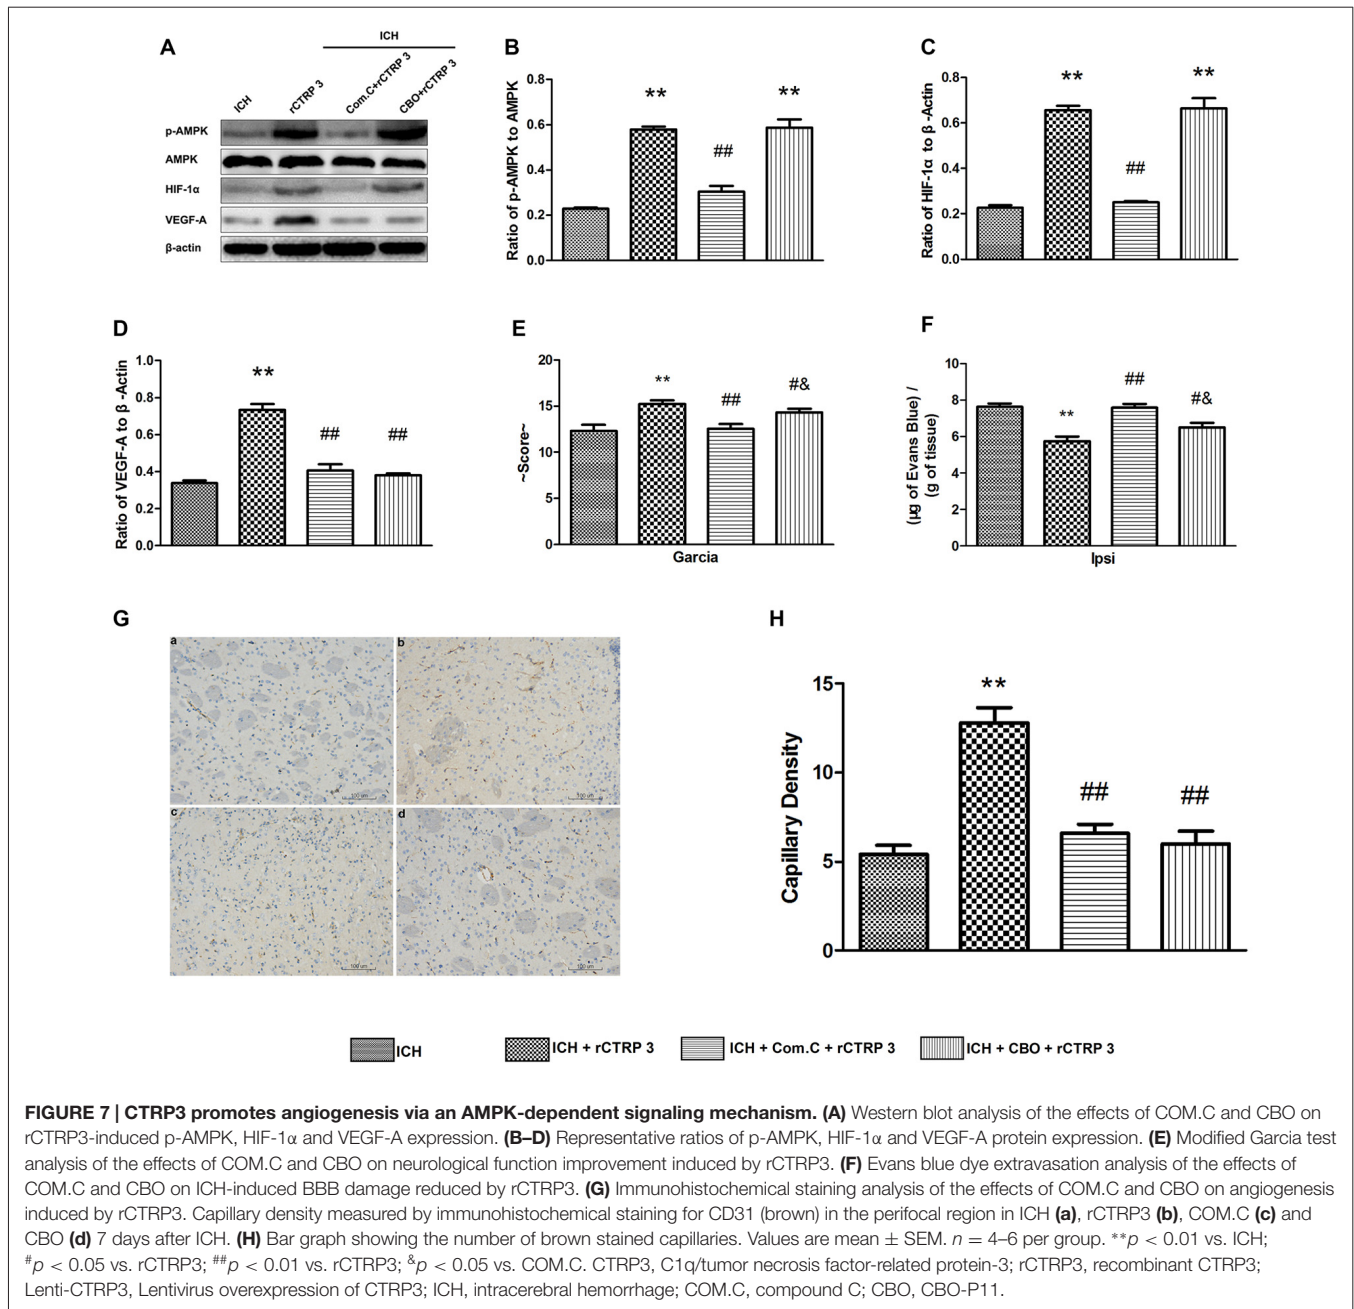 A
ICH
ICH
rCTRP 3
Com.C+rCTRP 3
CBO+rCTRP 3
p-AMPK
AMPK
HIF-1α
VEGF-A
β-actin
B
Ratio of p-AMPK to AMPK
0.8
0.6
0.4
0.2
0.0
**
##
**
C
Ratio of HIF-1α to β -Actin
0.8
0.6
0.4
0.2
0.0
**
##
**
D
Ratio of VEGF-A to β -Actin
1.0
0.8
0.6
0.4
0.2
0.0
**
##
##
E
~Score~
20
15
10
5
0
**
##
#&
Garcia
F
(μg of Evans Blue) /
(g of tissue)
10
8
6
4
2
0
**
##
#&
Ipsi
G
a
100 um
b
100 um
c
100 um
d
100 um
H
Capillary Density
15
10
5
0
**
##
##
ICH
ICH + rCTRP 3
ICH + Com.C + rCTRP 3
ICH + CBO + rCTRP 3
FIGURE 7 | CTRP3 promotes angiogenesis via an AMPK-dependent signaling mechanism. (A) Western blot analysis of the effects of COM.C and CBO on
rCTRP3-induced p-AMPK, HIF-1α and VEGF-A expression. (B–D) Representative ratios of p-AMPK, HIF-1α and VEGF-A protein expression. (E) Modified Garcia test
analysis of the effects of COM.C and CBO on neurological function improvement induced by rCTRP3. (F) Evans blue dye extravasation analysis of the effects of
COM.C and CBO on ICH-induced BBB damage reduced by rCTRP3. (G) Immunohistochemical staining analysis of the effects of COM.C and CBO on angiogenesis
induced by rCTRP3. Capillary density measured by immunohistochemical staining for CD31 (brown) in the perifocal region in ICH (a), rCTRP3 (b), COM.C (c) and
CBO (d) 7 days after ICH. (H) Bar graph showing the number of brown stained capillaries. Values are mean ± SEM. n = 4–6 per group. **p < 0.01 vs. ICH;
#p < 0.05 vs. rCTRP3; ##p < 0.01 vs. rCTRP3; &p < 0.05 vs. COM.C. CTRP3, C1q/tumor necrosis factor-related protein-3; rCTRP3, recombinant CTRP3;
Lenti-CTRP3, Lentivirus overexpression of CTRP3; ICH, intracerebral hemorrhage; COM.C, compound C; CBO, CBO-P11.